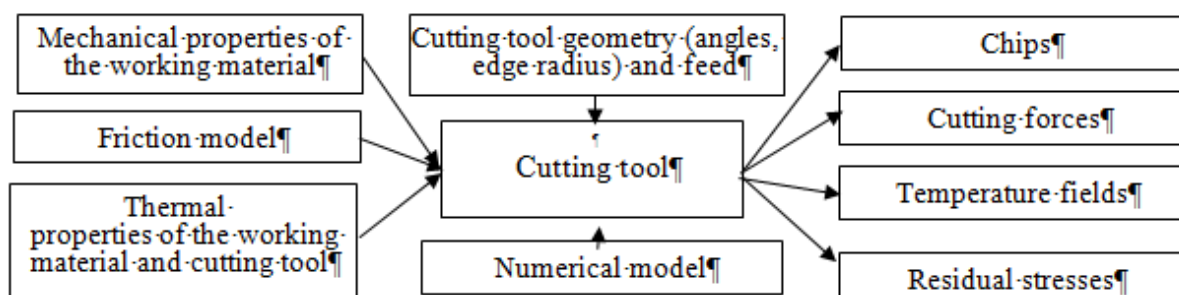 Mechanical·properties·of·
the·working·material¶
Friction·model¶
Thermal·
properties·of·the·working·
material·and·cutting·tool¶
Cutting·tool·geometry·(angles,·
edge·radius)·and·feed¶
¶
Cutting·tool¶
Numerical·model¶
Chips¶
Cutting·forces¶
Temperature·fields¶
Residual·stresses¶